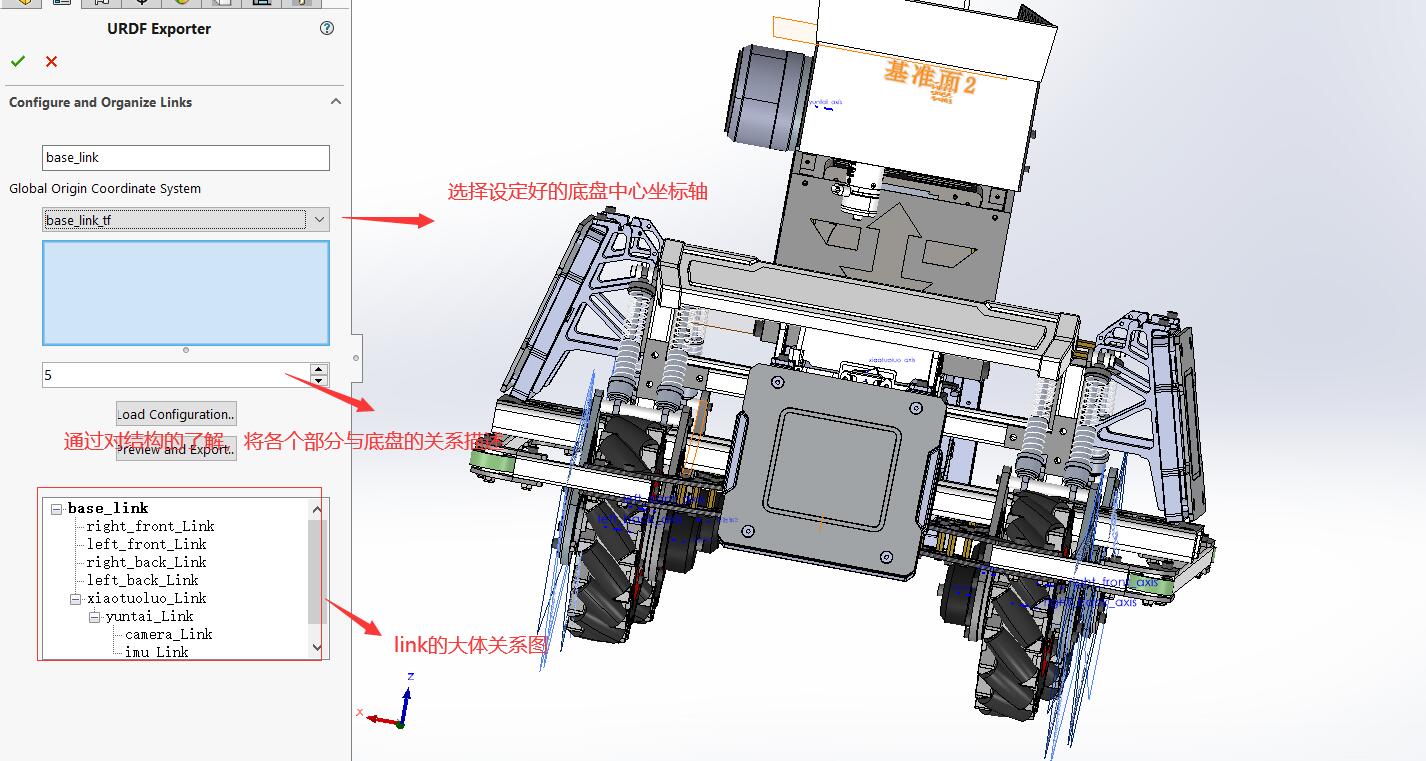 URDF Exporter
Configure and Organize Links
base_link
Global Origin Coordinate System
base_link_tf
5
Load Configuration..
Preview and Export..
base_link
right_front_Link
left_front_Link
right_back_Link
left_back_Link
xiaotuoluo_Link
yuntai_Link
camera_Link
imu_Link
选择设定好的底盘中心坐标轴
通过对结构的了解，将各个部分与底盘的关系描述
link的大体关系图
基准面2
yuntai_axis
xiaotuoluo_axis
right_front_axis
Z
X